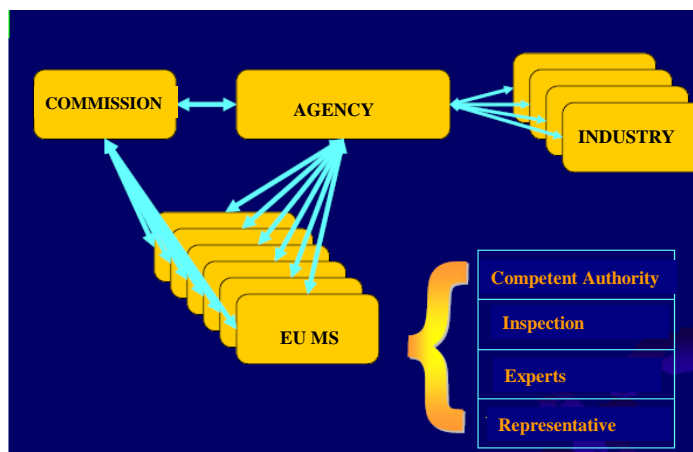 COMMISSION
AGENCY
INDUSTRY
EU MS
Competent Authority
Inspection
Experts
Representative